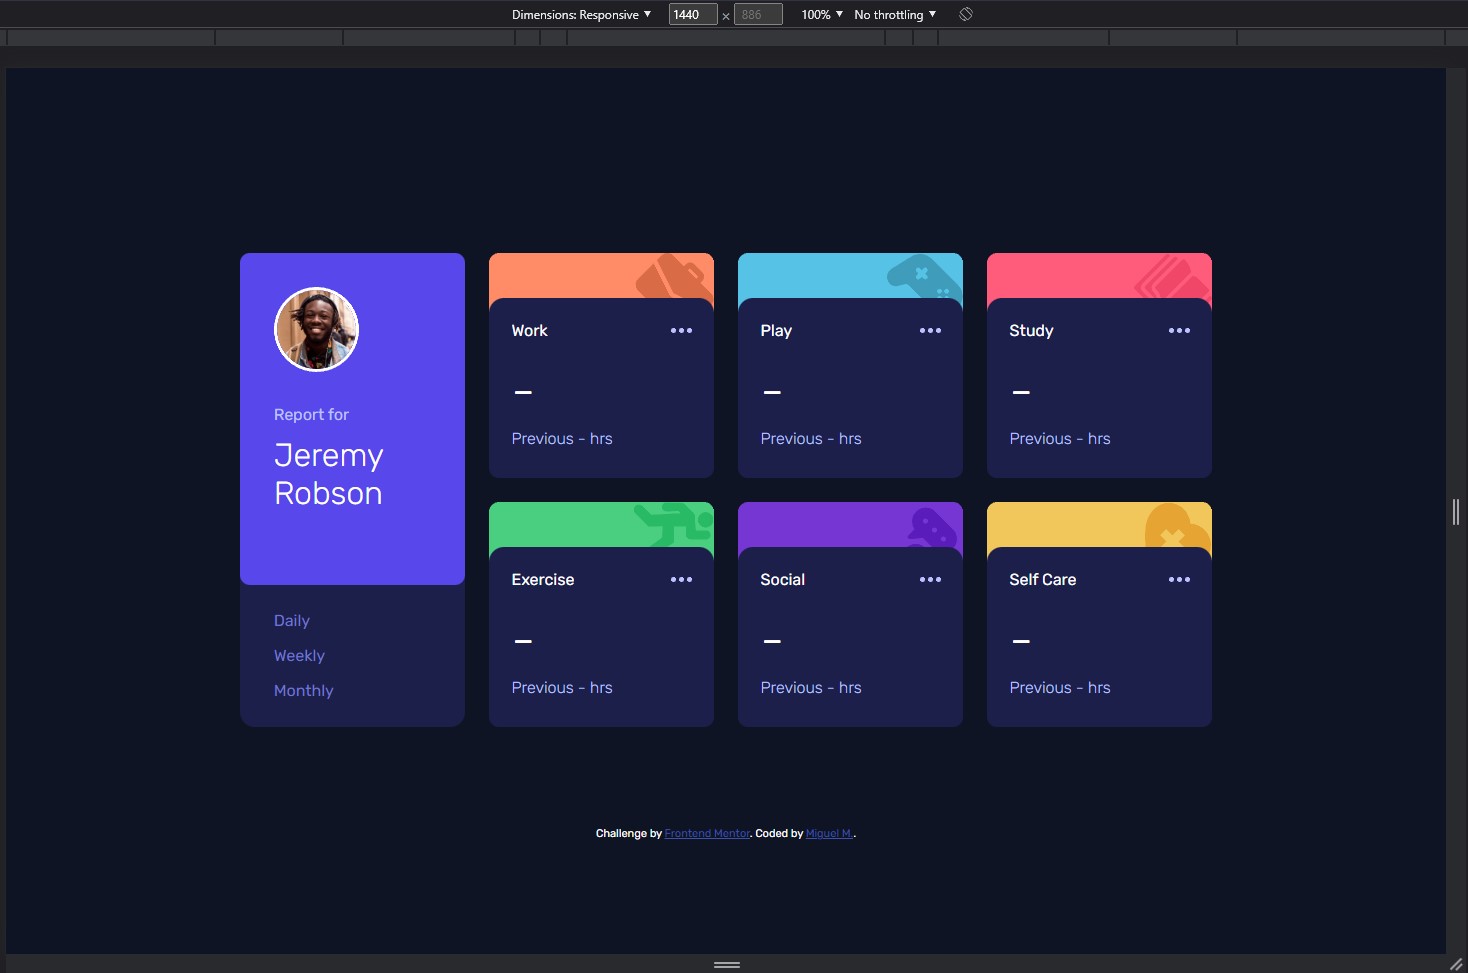 Dimensions: Responsive 1440 × 886 100% No throttling
Report for
Jeremy
Robson
Daily
Weekly
Monthly
Work
–
Previous - hrs
Play
–
Previous - hrs
Study
–
Previous - hrs
Exercise
–
Previous - hrs
Social
–
Previous - hrs
Self Care
–
Previous - hrs
Challenge by Frontend Mentor. Coded by Miguel M..